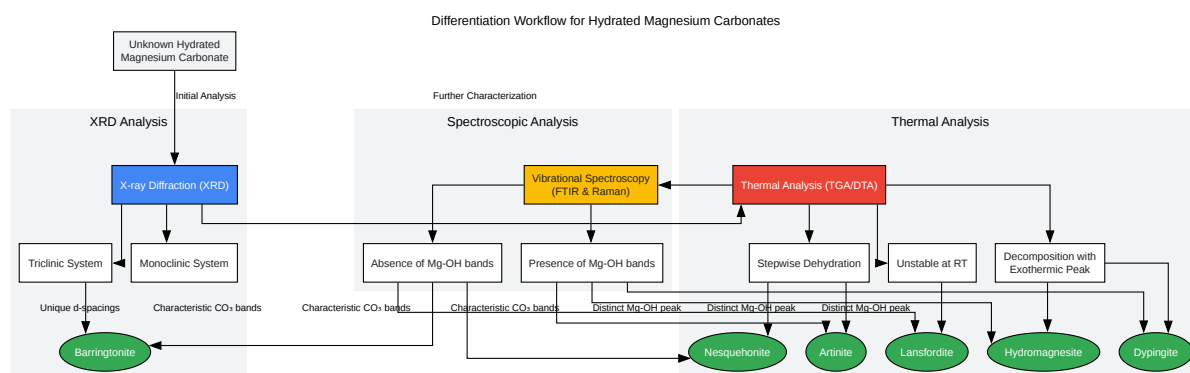 Differentiation Workflow for Hydrated Magnesium Carbonates
Unknown Hydrated
Magnesium Carbonate
Initial Analysis
Further Characterization
XRD Analysis
Spectroscopic Analysis
Thermal Analysis
X-ray Diffraction (XRD)
Vibrational Spectroscopy
(FTIR & Raman)
Thermal Analysis (TGA/DTA)
Triclinic System
Monoclinic System
Absence of Mg-OH bands
Presence of Mg-OH bands
Stepwise Dehydration
Unstable at RT
Decomposition with
Exothermic Peak
Unique d-spacings
Characteristic CO₃ bands
Characteristic CO₃ bands
Characteristic CO₃ bands
Distinct Mg-OH peak
Distinct Mg-OH peak
Distinct Mg-OH peak
Barringtonite
Nesquehonite
Artinite
Lansfordite
Hydromagnesite
Dypingite